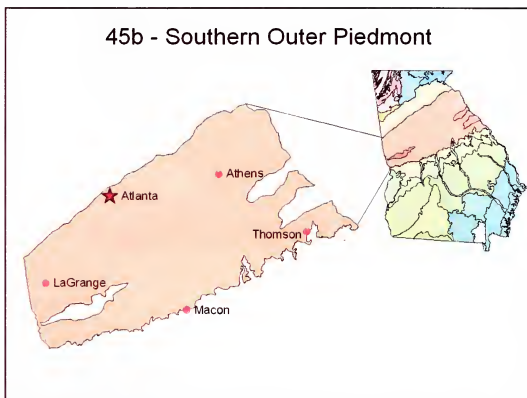 45b - Southern Outer Piedmont
Athens
Atlanta
Thomson
LaGrange
Macon